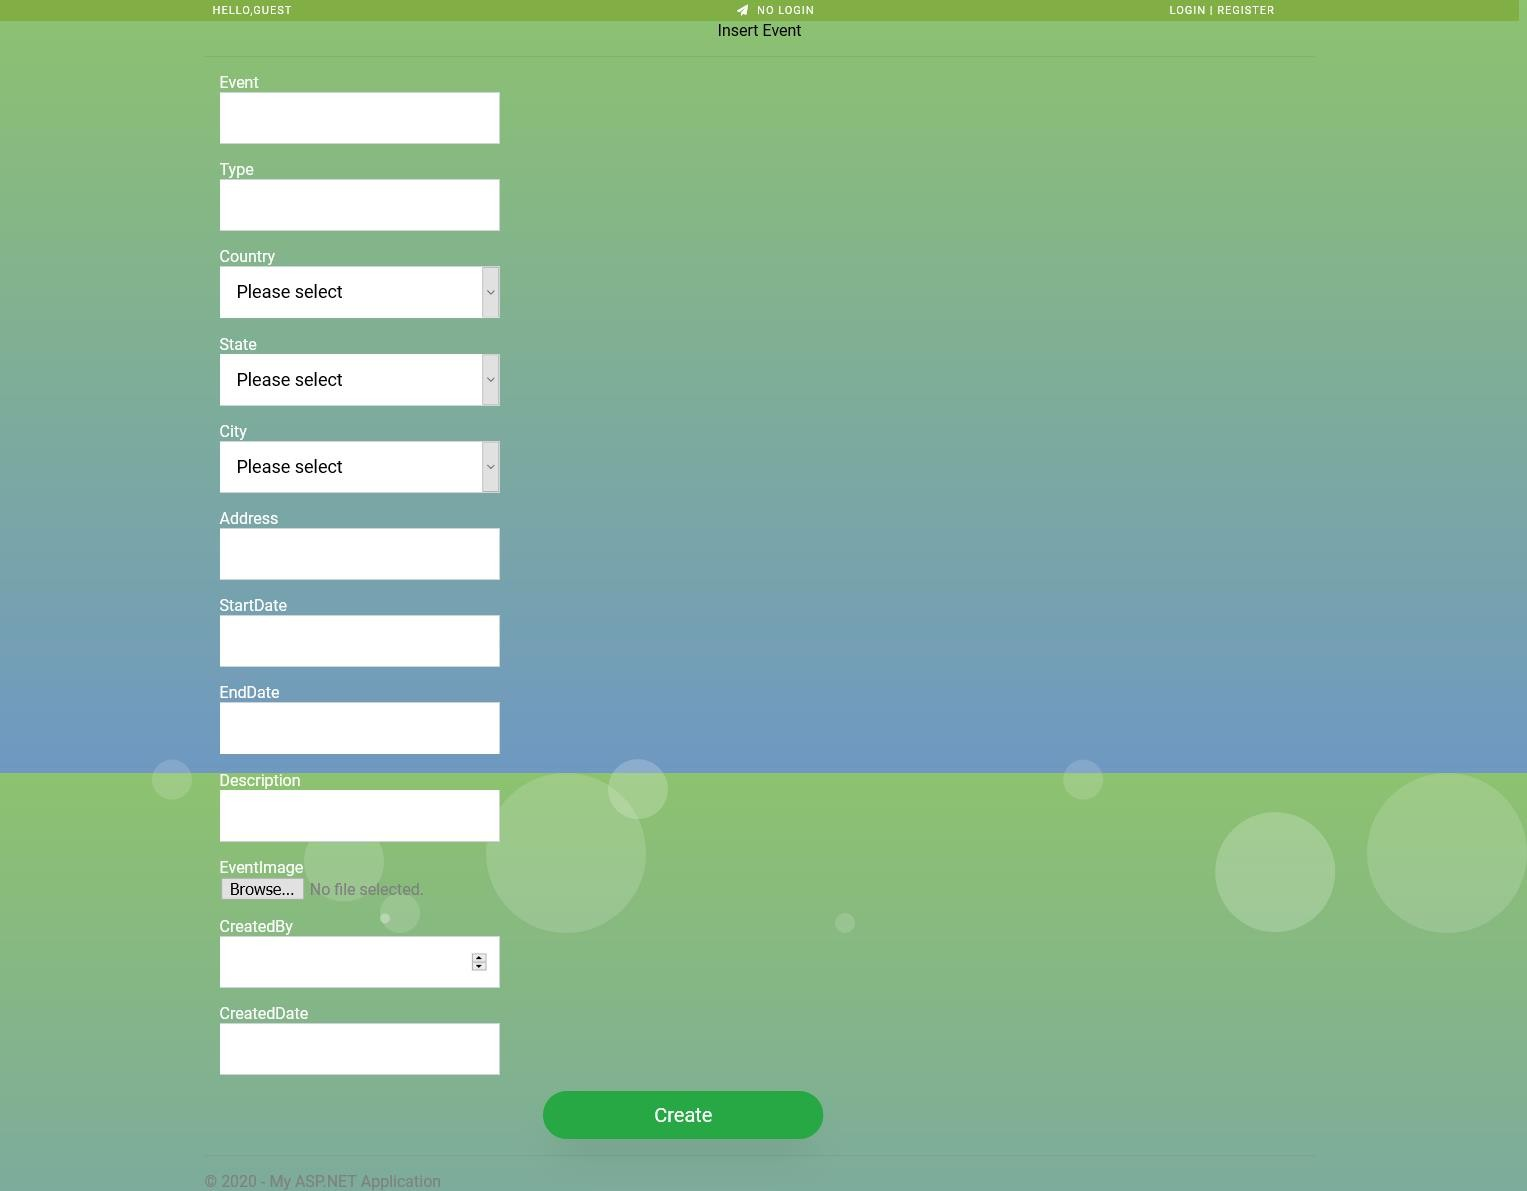 HELLO,GUEST
NO LOGIN
LOGIN | REGISTER
Insert Event
Event
Type
Country
Please select
State
Please select
City
Please select
Address
StartDate
EndDate
Description
EventImage
Browse... No file selected.
CreatedBy
CreatedDate
Create
© 2020 - My ASP.NET Application